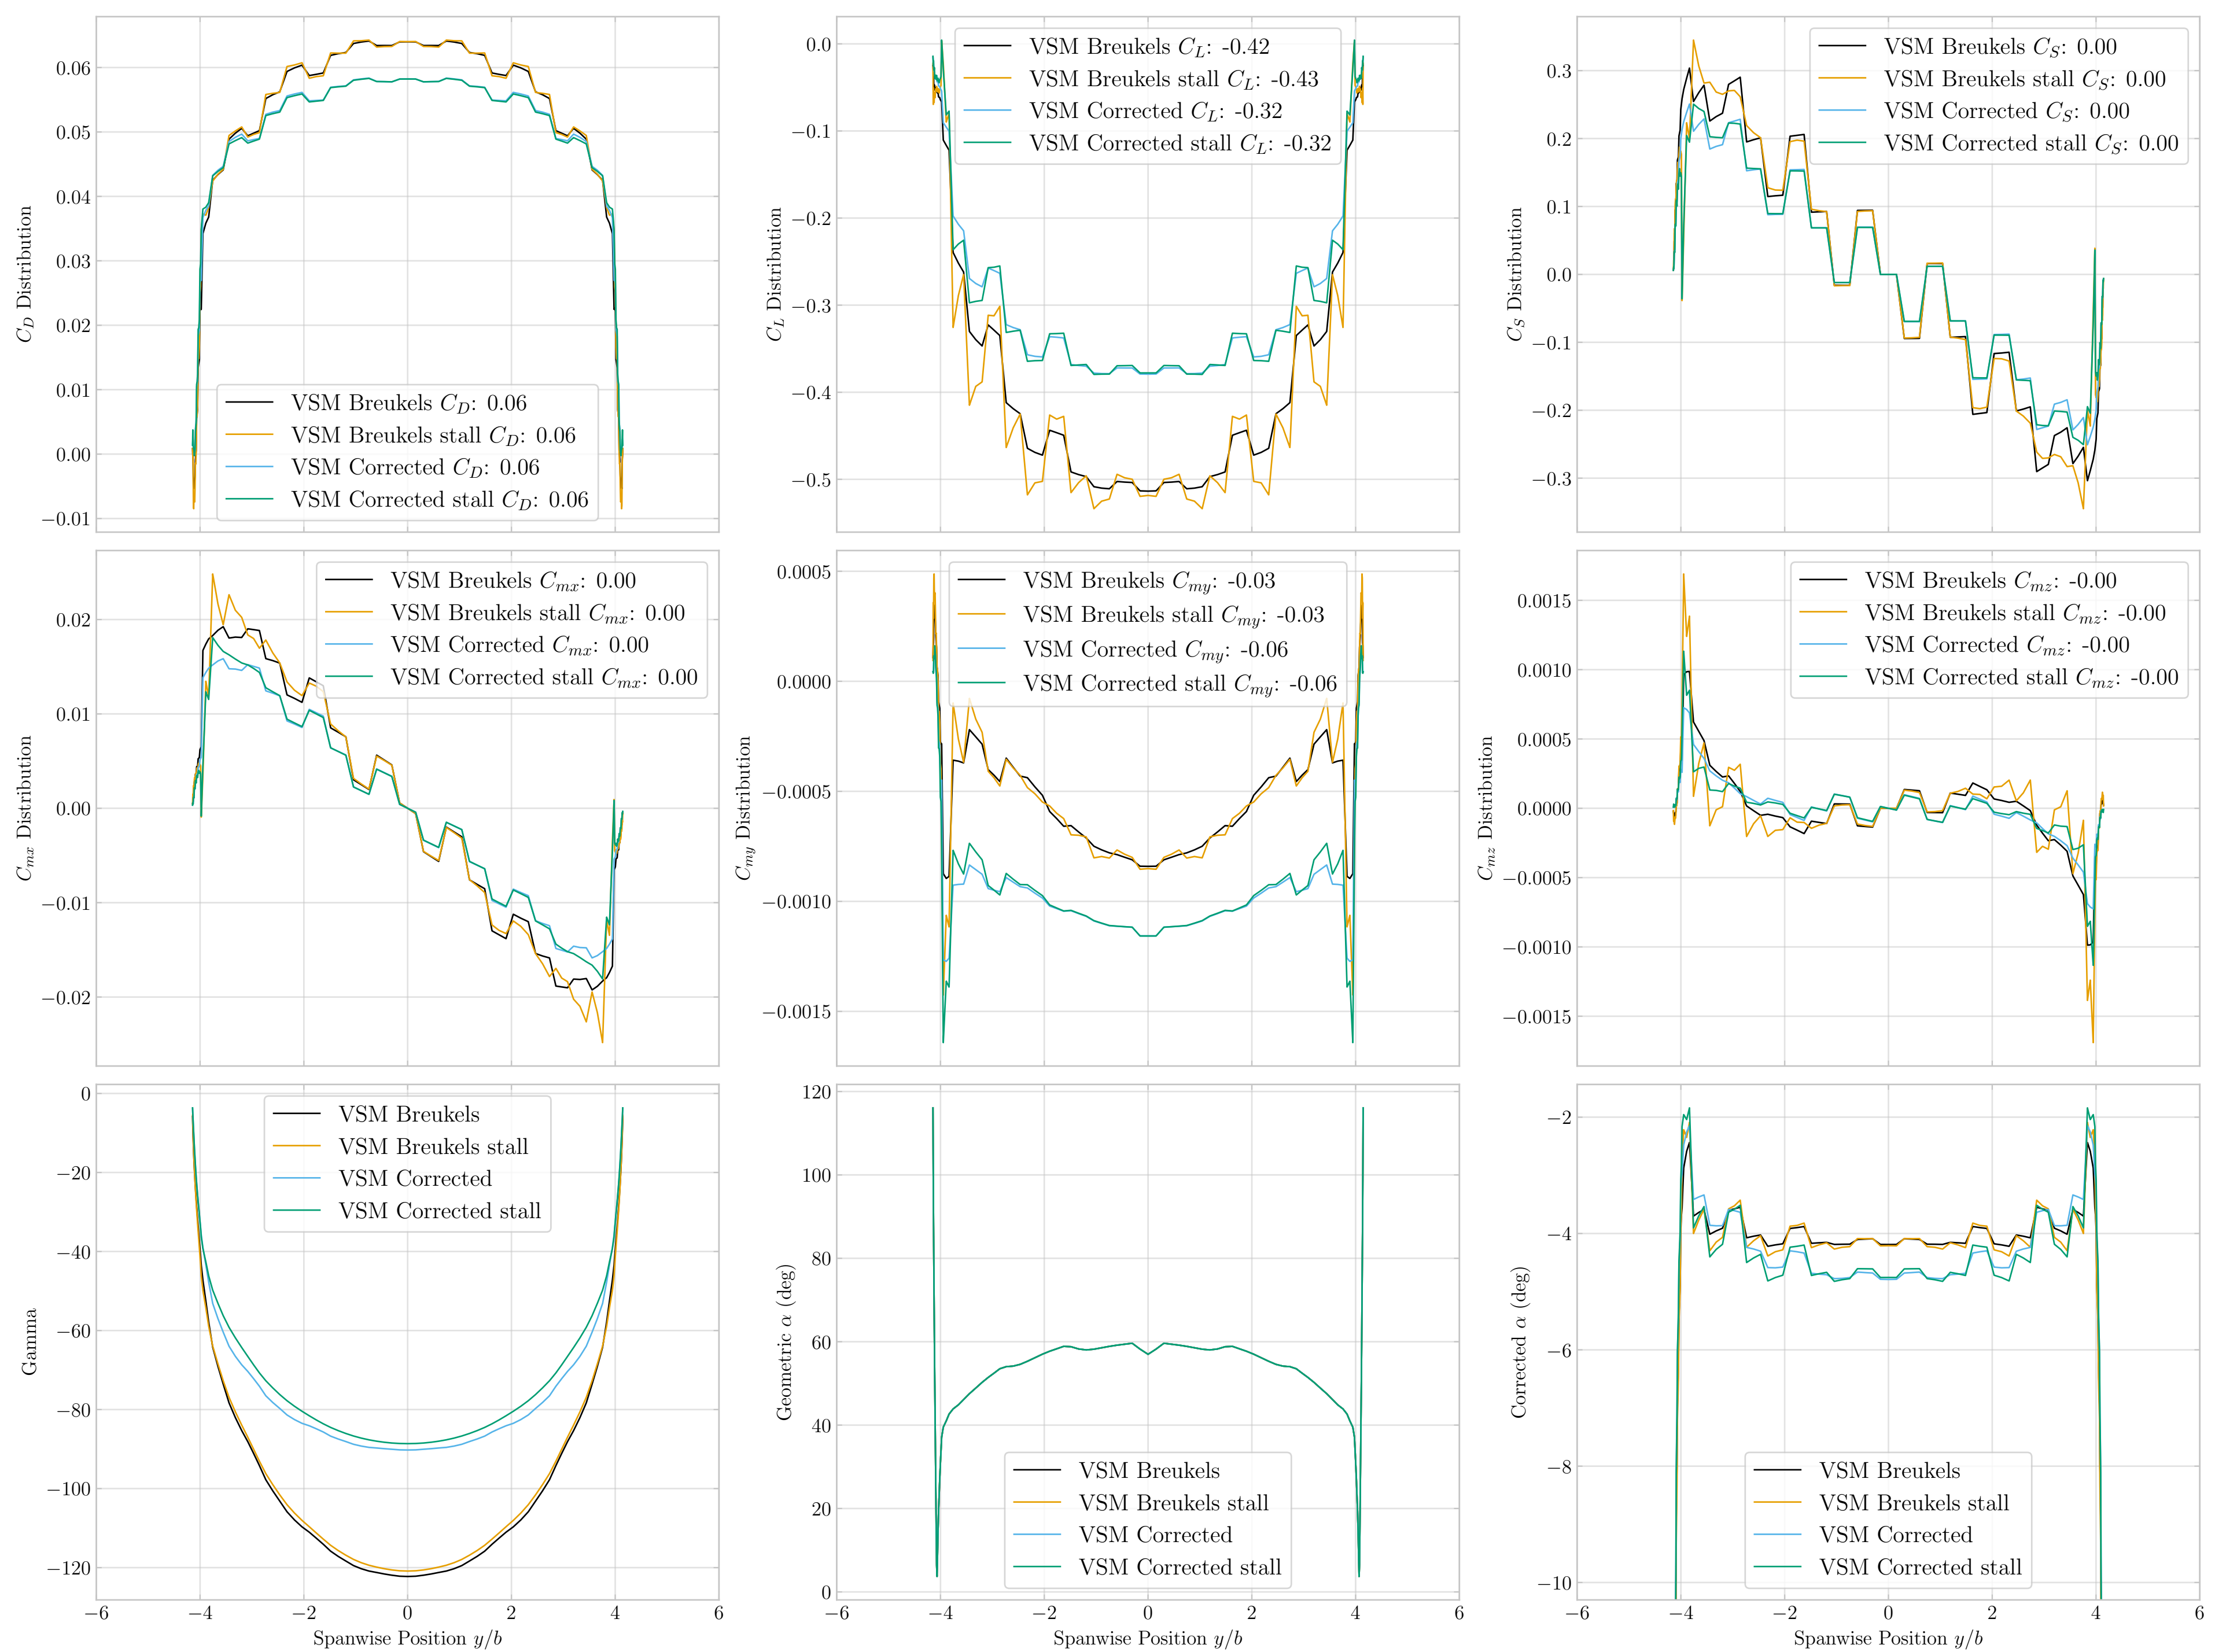 0.06
0.05
0.04
0.03
0.02
0.01
0.00
−0.01
C_D Distribution
VSM Breukels C_D: 0.06
VSM Breukels stall C_D: 0.06
VSM Corrected C_D: 0.06
VSM Corrected stall C_D: 0.06
0.0
−0.1
−0.2
−0.3
−0.4
−0.5
C_L Distribution
VSM Breukels C_L: -0.42
VSM Breukels stall C_L: -0.43
VSM Corrected C_L: -0.32
VSM Corrected stall C_L: -0.32
0.3
0.2
0.1
0.0
−0.1
−0.2
−0.3
C_S Distribution
VSM Breukels C_S: 0.00
VSM Breukels stall C_S: 0.00
VSM Corrected C_S: 0.00
VSM Corrected stall C_S: 0.00
0.02
0.01
0.00
−0.01
−0.02
C_mx Distribution
VSM Breukels C_mx: 0.00
VSM Breukels stall C_mx: 0.00
VSM Corrected C_mx: 0.00
VSM Corrected stall C_mx: 0.00
0.0005
0.0000
−0.0005
−0.0010
−0.0015
C_my Distribution
VSM Breukels C_my: -0.03
VSM Breukels stall C_my: -0.03
VSM Corrected C_my: -0.06
VSM Corrected stall C_my: -0.06
0.0015
0.0010
0.0005
0.0000
−0.0005
−0.0010
−0.0015
C_mz Distribution
VSM Breukels C_mz: -0.00
VSM Breukels stall C_mz: -0.00
VSM Corrected C_mz: -0.00
VSM Corrected stall C_mz: -0.00
0
−20
−40
−60
−80
−100
−120
Gamma
VSM Breukels
VSM Breukels stall
VSM Corrected
VSM Corrected stall
−6 −4 −2 0 2 4 6
Spanwise Position y/b
120
100
80
60
40
20
0
Geometric α (deg)
VSM Breukels
VSM Breukels stall
VSM Corrected
VSM Corrected stall
−6 −4 −2 0 2 4 6
Spanwise Position y/b
−2
−4
−6
−8
−10
Corrected α (deg)
VSM Breukels
VSM Breukels stall
VSM Corrected
VSM Corrected stall
−6 −4 −2 0 2 4 6
Spanwise Position y/b